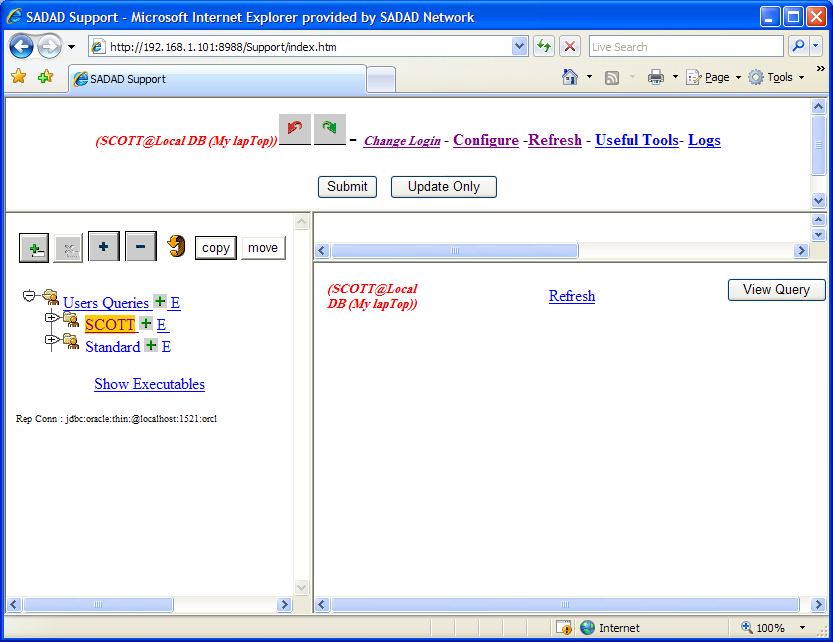 SADAD Support - Microsoft Internet Explorer provided by SADAD Network
http://192.168.1.101:8988/Support/index.htm
Live Search
SADAD Support
Page
Tools
(SCOTT@Local DB (My lapTop)) - Change Login - Configure -Refresh - Useful Tools- Logs
Submit Update Only
copy move
Users Queries E
SCOTT E
Standard E
Show Executables
Rep Conn : jdbc:oracle:thin:@localhost:1521:orcl
(SCOTT@Local
DB (My lapTop))
Refresh
View Query
Internet
100%